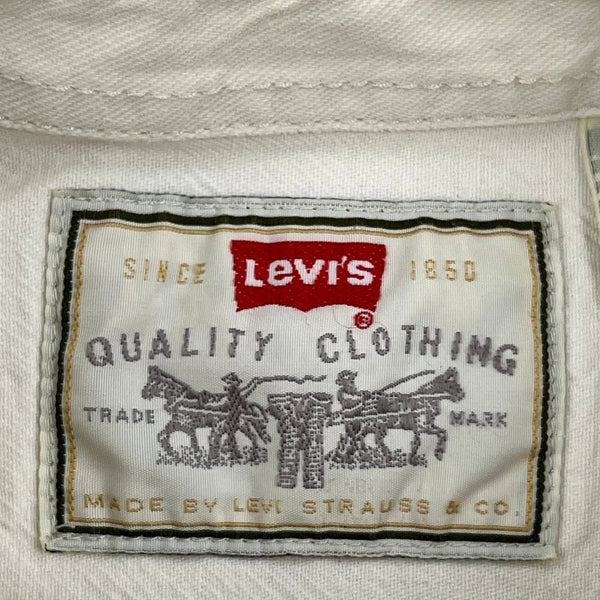 SINCE LEVI'S 1850
®
QUALITY CLOTHING
TRADE MARK
MADE BY LEVI STRAUSS & CO.